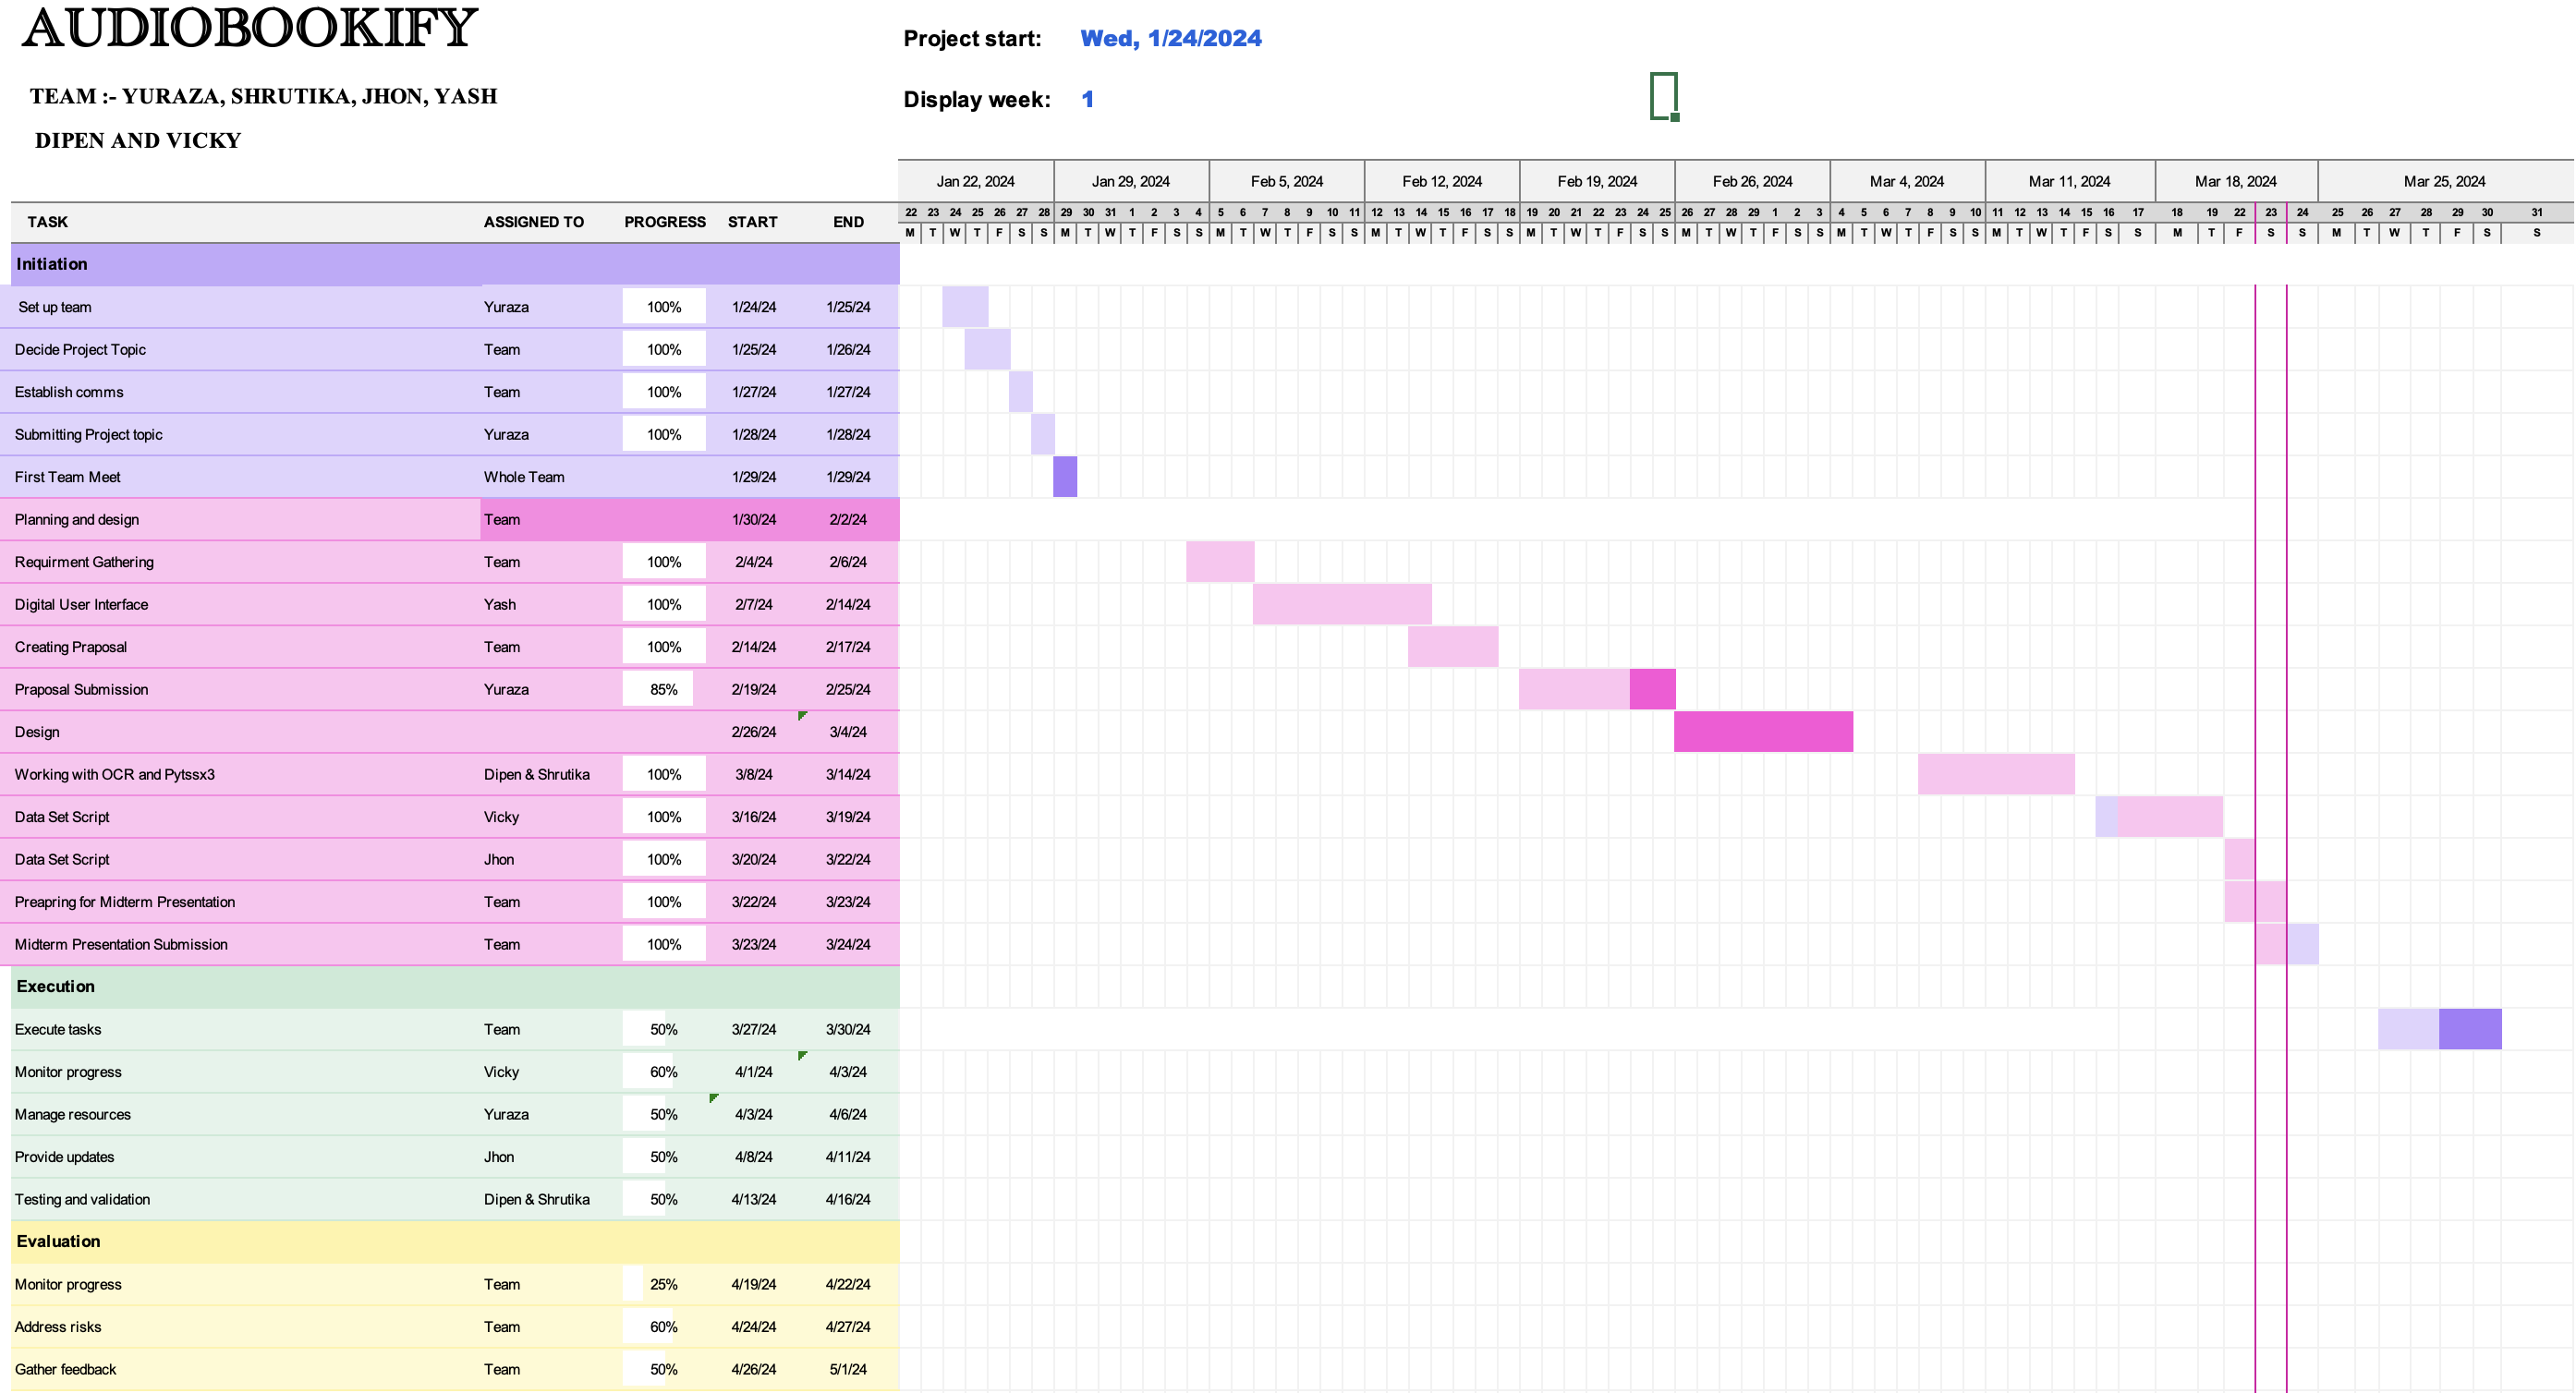 AUDIOBOOKIFY
Project start: Wed, 1/24/2024
TEAM :- YURAZA, SHRUTIKA, JHON, YASH
Display week: 1
DIPEN AND VICKY
Jan 22, 2024 Jan 29, 2024 Feb 5, 2024 Feb 12, 2024 Feb 19, 2024 Feb 26, 2024 Mar 4, 2024 Mar 11, 2024 Mar 18, 2024 Mar 25, 2024
22 23 24 25 26 27 28 29 30 31 1 2 3 4 5 6 7 8 9 10 11 12 13 14 15 16 17 18 19 20 21 22 23 24 25 26 27 28 29 1 2 3 4 5 6 7 8 9 10 11 12 13 14 15 16 17 18 19 22 23 24 25 26 27 28 29 30 31
TASK ASSIGNED TO PROGRESS START END
M T W T F S S M T W T F S S M T W T F S S M T W T F S S M T W T F S S M T W T F S S M T W T F S S M T W T F S S M T F S S M T W T F S S
Initiation
Set up team Yuraza 100% 1/24/24 1/25/24
Decide Project Topic Team 100% 1/25/24 1/26/24
Establish comms Team 100% 1/27/24 1/27/24
Submitting Project topic Yuraza 100% 1/28/24 1/28/24
First Team Meet Whole Team 1/29/24 1/29/24
Planning and design Team 1/30/24 2/2/24
Requirment Gathering Team 100% 2/4/24 2/6/24
Digital User Interface Yash 100% 2/7/24 2/14/24
Creating Praposal Team 100% 2/14/24 2/17/24
Praposal Submission Yuraza 85% 2/19/24 2/25/24
Design 2/26/24 3/4/24
Working with OCR and Pytssx3 Dipen & Shrutika 100% 3/8/24 3/14/24
Data Set Script Vicky 100% 3/16/24 3/19/24
Data Set Script Jhon 100% 3/20/24 3/22/24
Preapring for Midterm Presentation Team 100% 3/22/24 3/23/24
Midterm Presentation Submission Team 100% 3/23/24 3/24/24
Execution
Execute tasks Team 50% 3/27/24 3/30/24
Monitor progress Vicky 60% 4/1/24 4/3/24
Manage resources Yuraza 50% 4/3/24 4/6/24
Provide updates Jhon 50% 4/8/24 4/11/24
Testing and validation Dipen & Shrutika 50% 4/13/24 4/16/24
Evaluation
Monitor progress Team 25% 4/19/24 4/22/24
Address risks Team 60% 4/24/24 4/27/24
Gather feedback Team 50% 4/26/24 5/1/24